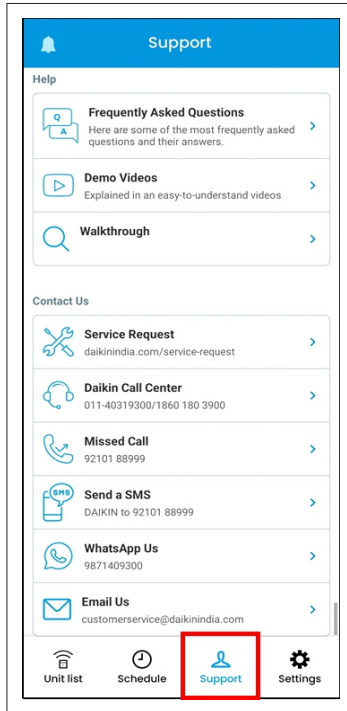 Support
Help
Q
A
Frequently Asked Questions
Here are some of the most frequently asked
questions and their answers.
Demo Videos
Explained in an easy-to-understand videos
Walkthrough
Contact Us
Service Request
daikinindia.com/service-request
Daikin Call Center
011-40319300/1860 180 3900
Missed Call
92101 88999
SMS
Send a SMS
DAIKIN to 92101 88999
WhatsApp Us
9871409300
Email Us
customerservice@daikinindia.com
Unit list
Schedule
Support
Settings